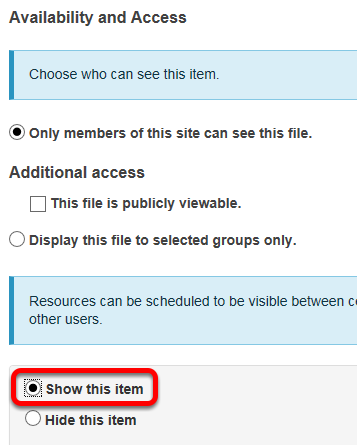 Availability and Access
Choose who can see this item.
Only members of this site can see this file.
Additional access
This file is publicly viewable.
Display this file to selected groups only.
Resources can be scheduled to be visible between
other users.
Show this item
Hide this item